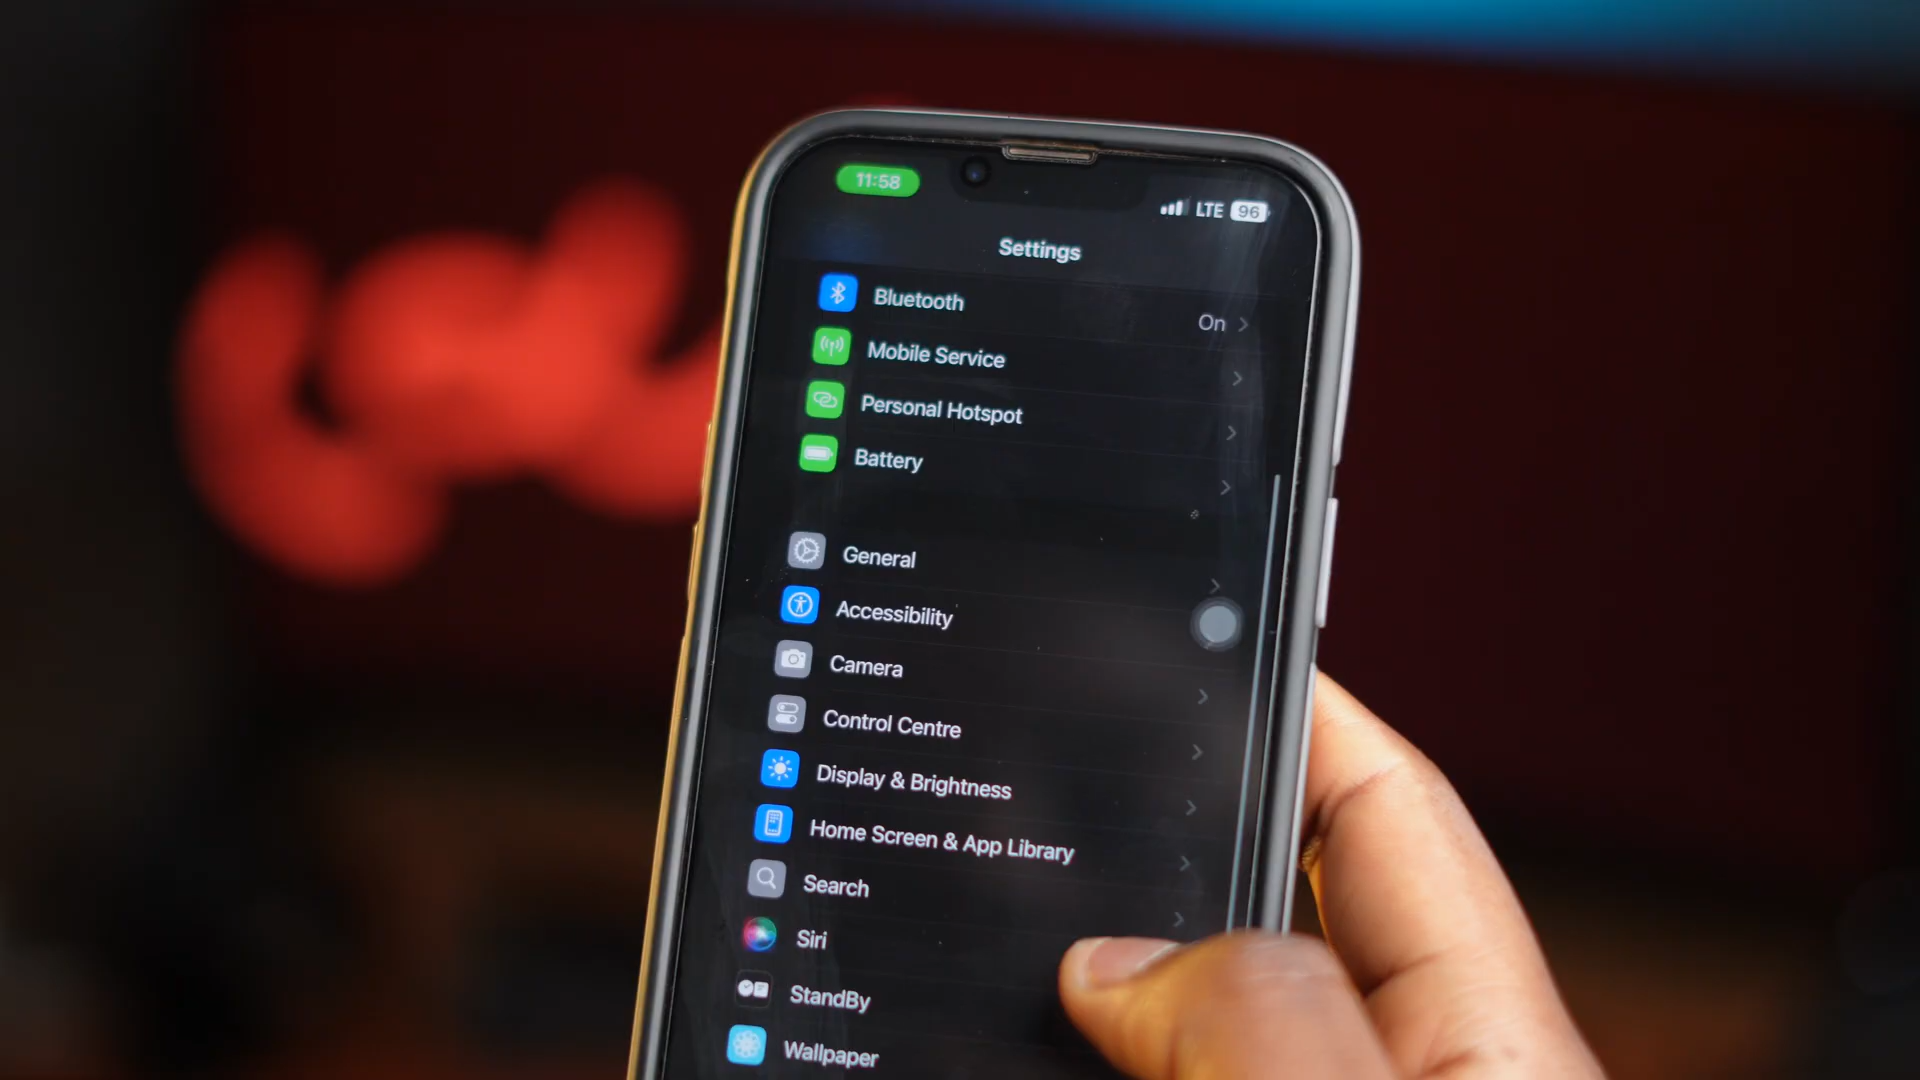 11:58
LTE 96
Settings
Bluetooth On
Mobile Service
Personal Hotspot
Battery
General
Accessibility
Camera
Control Centre
Display & Brightness
Home Screen & App Library
Search
Siri
StandBy
Wallpaper